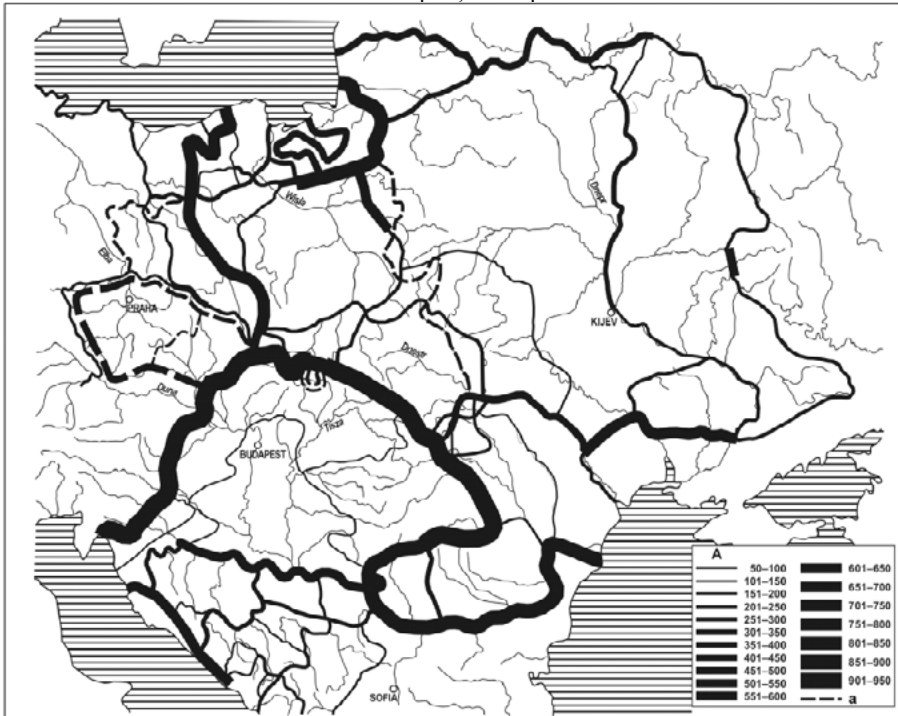 Wisla
Dnepr
Elba
PRAHA
KIJEV
Dnestr
Duna
Tisza
BUDAPEST
SOFIA
A
50–100
101–150
151–200
201–250
251–300
301–350
351–400
401–450
451–500
501–550
551–600
601–650
651–700
701–750
751–800
801–850
851–900
901–950
a